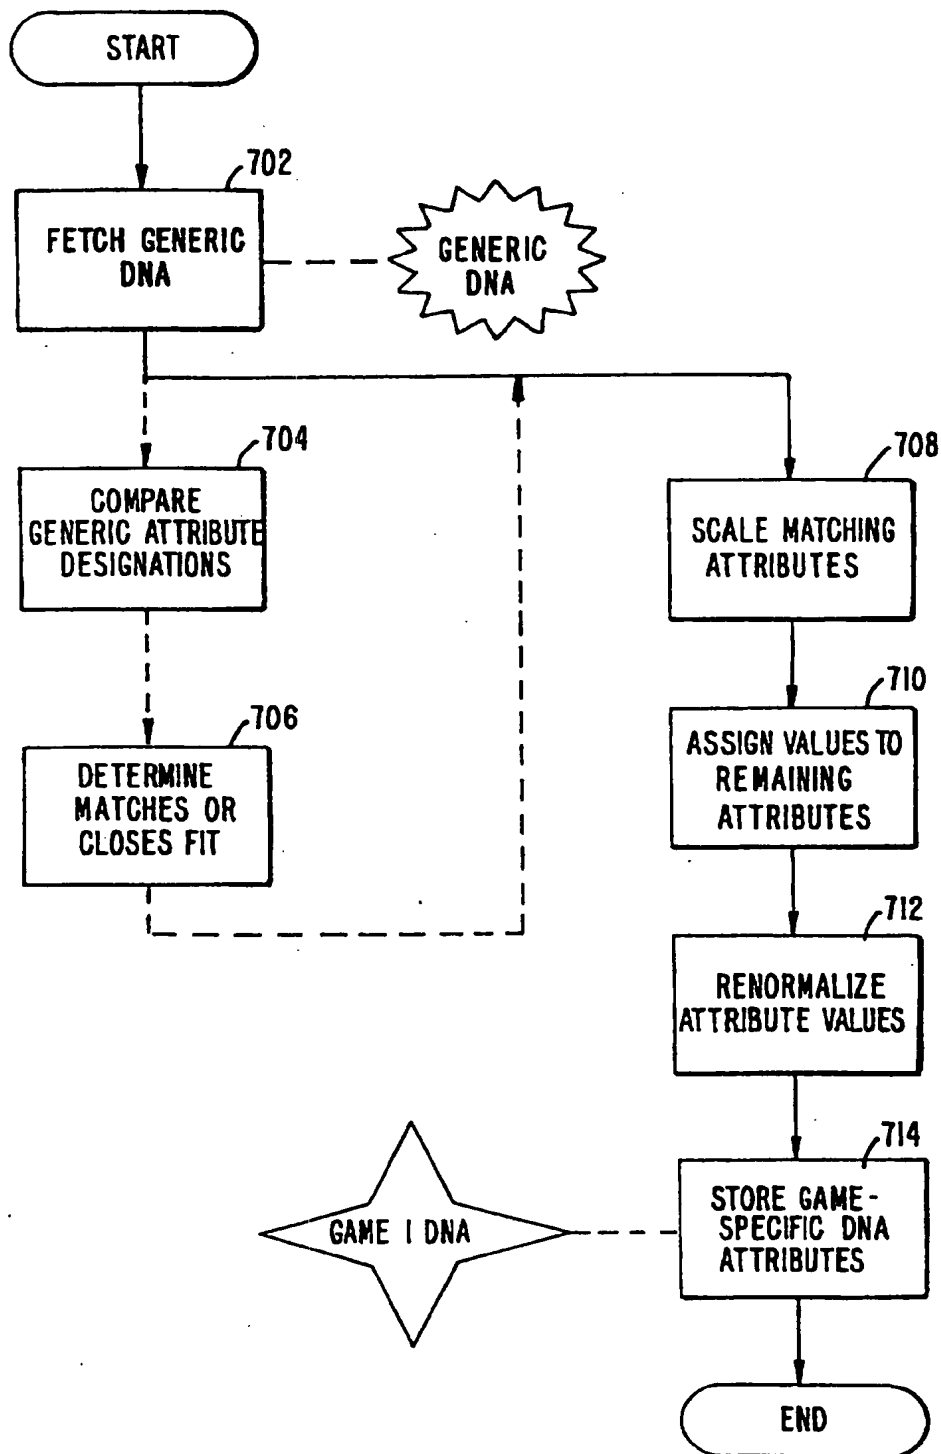 START
702
FETCH GENERIC
DNA
GENERIC
DNA
704
COMPARE
GENERIC ATTRIBUTE
DESIGNATIONS
706
DETERMINE
MATCHES OR
CLOSES FIT
708
SCALE MATCHING
ATTRIBUTES
710
ASSIGN VALUES TO
REMAINING
ATTRIBUTES
712
RENORMALIZE
ATTRIBUTE VALUES
714
STORE GAME-
SPECIFIC DNA
ATTRIBUTES
GAME 1 DNA
END